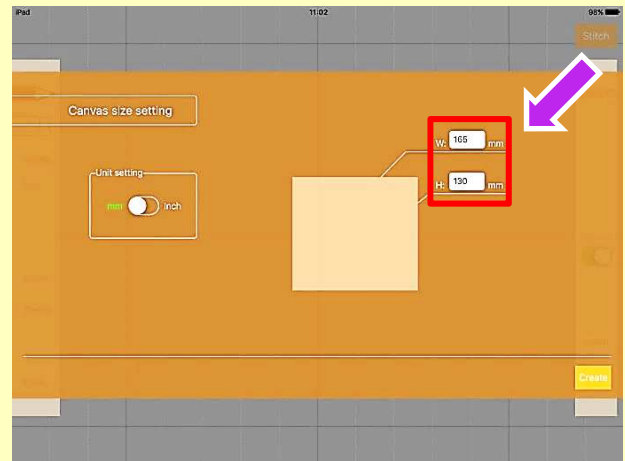 iPad 11:02 98%
Stitch
Canvas size setting
W: 165 mm
Unit setting
H: 130 mm
mm inch
Create